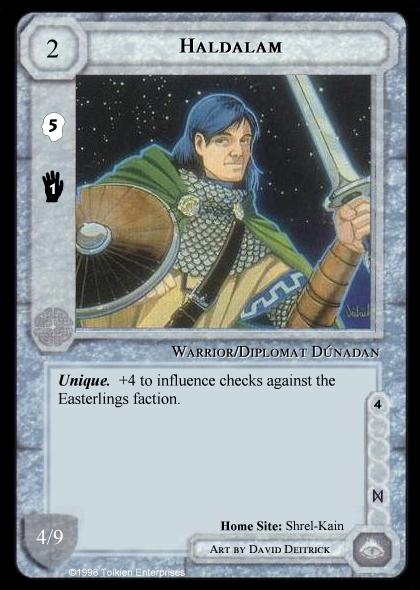 2
HALDALAM
5
1
WARRIOR/DIPLOMAT DÚNADAN
Unique. +4 to influence checks against the
Easterlings faction.
4
ᛞ
Home Site: Shrel-Kain
4/9
ART BY DAVID DEITRICK
©1998 Tolkien Enterprises